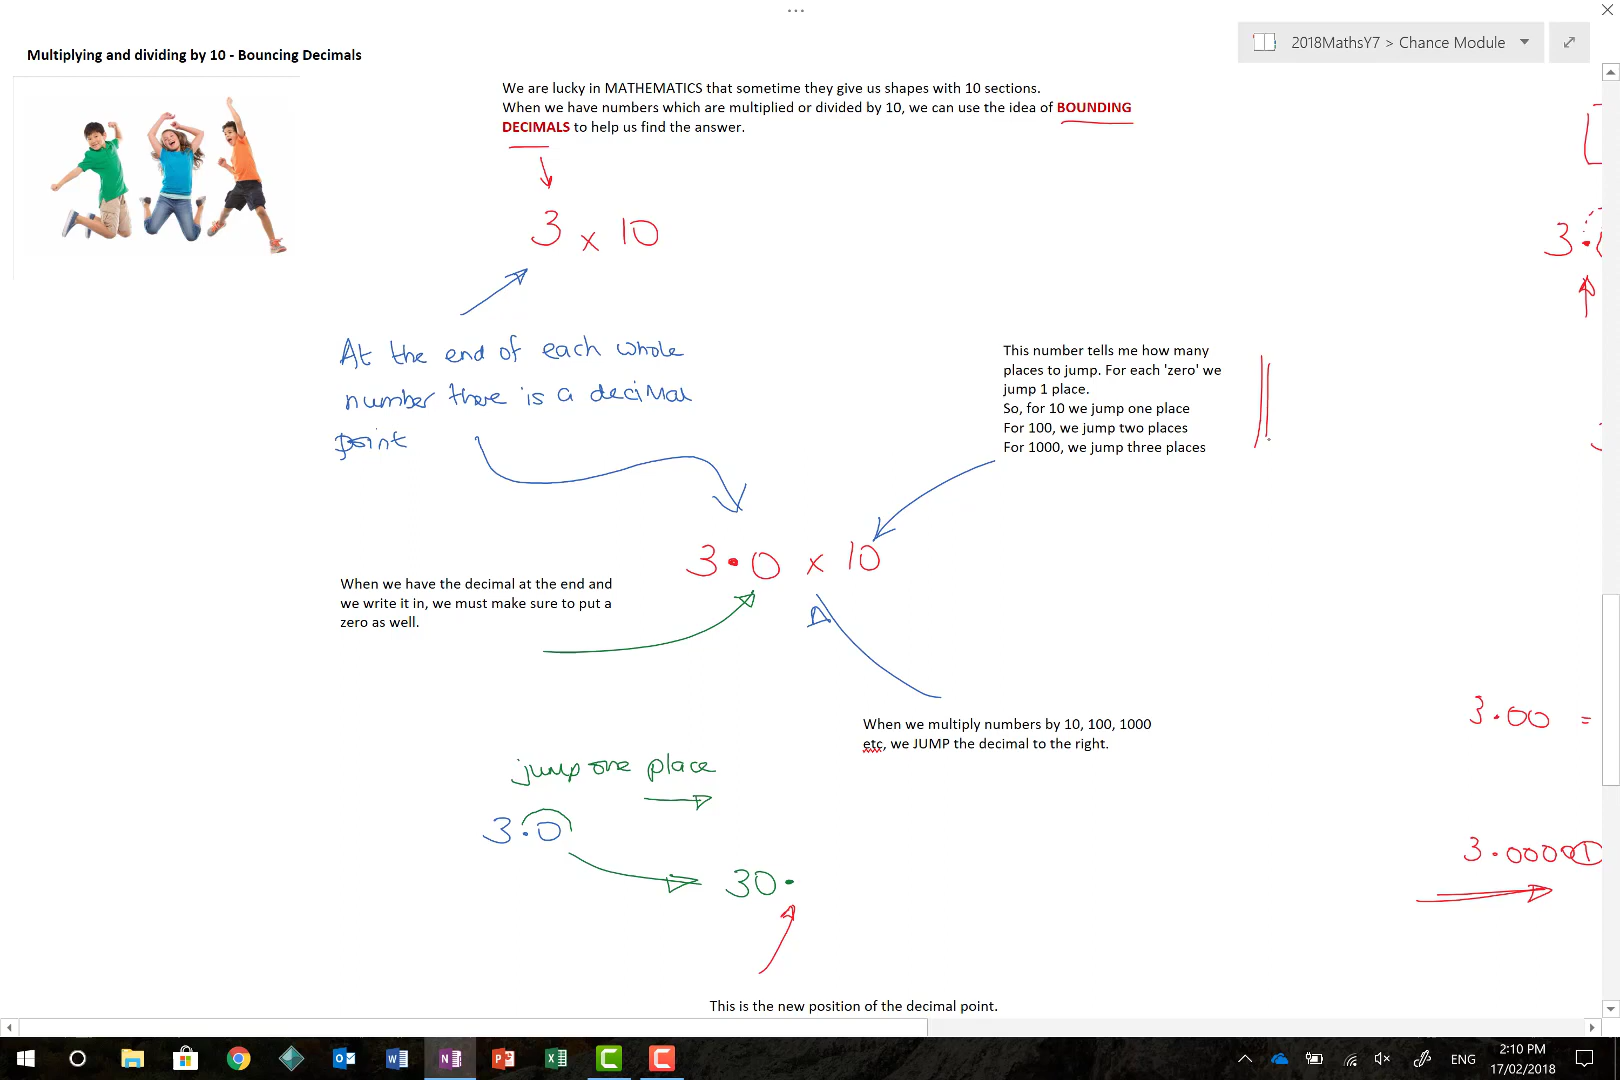 2018MathsY7 > Chance Module
Multiplying and dividing by 10 - Bouncing Decimals
We are lucky in MATHEMATICS that sometime they give us shapes with 10 sections.
When we have numbers which are multiplied or divided by 10, we can use the idea of BOUNDING
DECIMALS to help us find the answer.
3 x 10
At the end of each whole
number there is a decimal
point
This number tells me how many
places to jump. For each 'zero' we
jump 1 place.
So, for 10 we jump one place
For 100, we jump two places
For 1000, we jump three places
3.0 x 10
When we have the decimal at the end and
we write it in, we must make sure to put a
zero as well.
When we multiply numbers by 10, 100, 1000
etc, we JUMP the decimal to the right.
jump one place
3.0
30.
This is the new position of the decimal point.
3.00 =
ENG
2:10 PM
17/02/2018